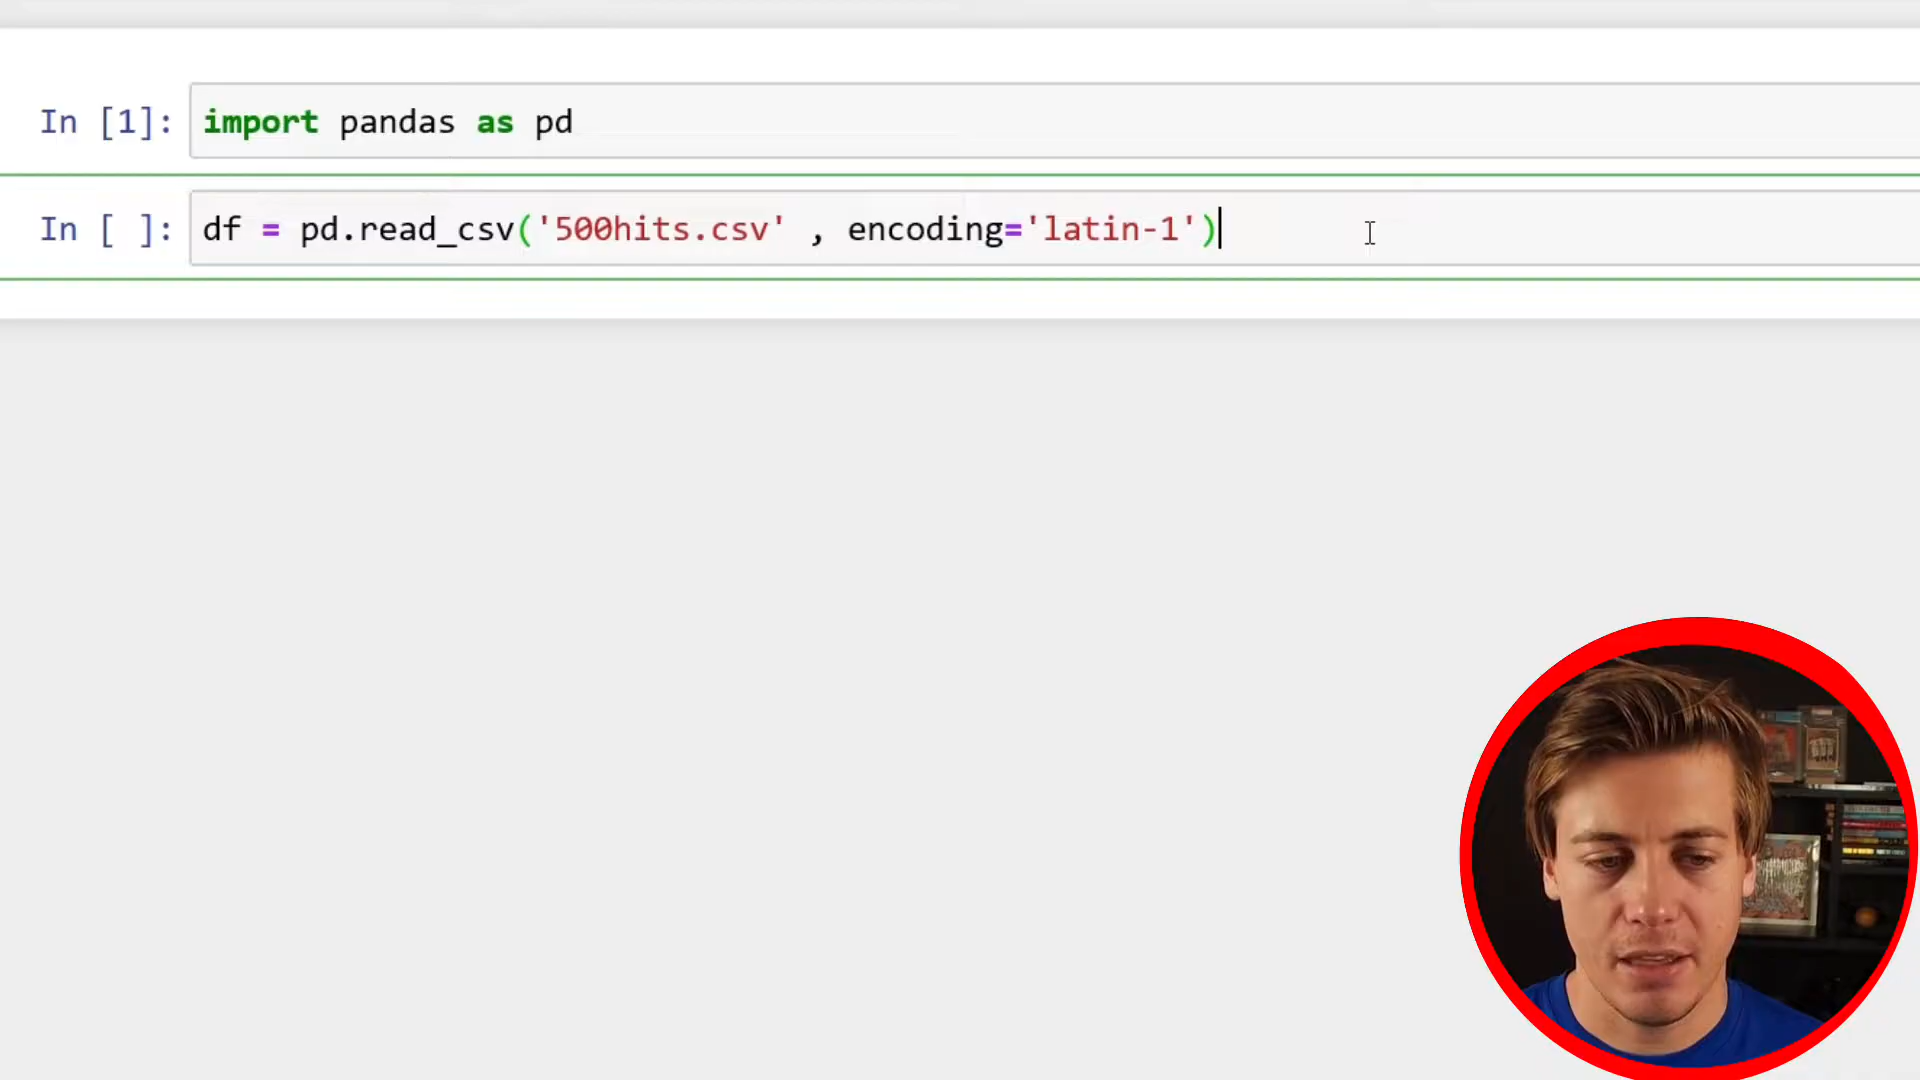 In [1]: import pandas as pd
In [ ]: df = pd.read_csv('500hits.csv' , encoding='latin-1')